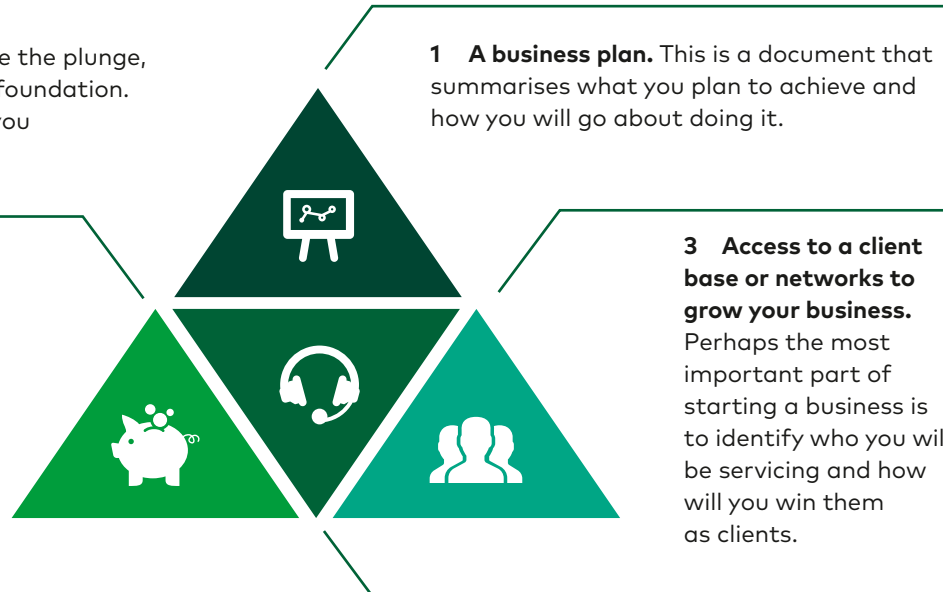 e the plunge,
foundation.
ou
1 A business plan. This is a document that
summarises what you plan to achieve and
how you will go about doing it.
3 Access to a client
base or networks to
grow your business.
Perhaps the most
important part of
starting a business is
to identify who you wil
be servicing and how
will you win them
as clients.